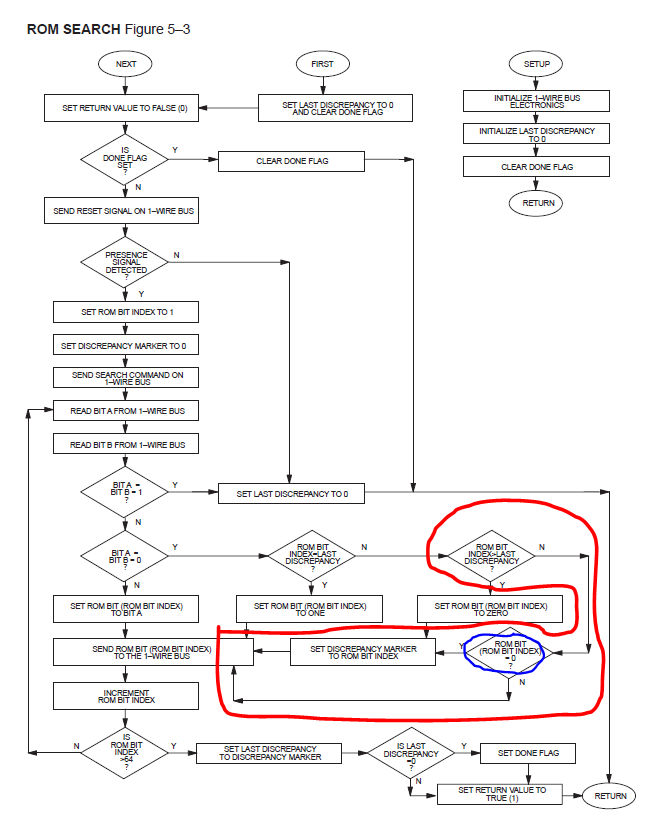 ROM SEARCH Figure 5–3
NEXT
FIRST
SETUP
SET RETURN VALUE TO FALSE (0)
SET LAST DISCREPANCY TO 0
AND CLEAR DONE FLAG
INITIALIZE 1–WIRE BUS
ELECTRONICS
INITIALIZE LAST DISCREPANCY
TO 0
IS
DONE FLAG
SET
?
Y
CLEAR DONE FLAG
CLEAR DONE FLAG
N
SEND RESET SIGNAL ON 1–WIRE BUS
RETURN
PRESENCE
SIGNAL
DETECTED
?
N
Y
SET ROM BIT INDEX TO 1
SET DISCREPANCY MARKER TO 0
SEND SEARCH COMMAND ON
1–WIRE BUS
READ BIT A FROM 1–WIRE BUS
READ BIT B FROM 1–WIRE BUS
BIT A =
BIT B = 1
?
Y
SET LAST DISCREPANCY TO 0
N
BIT A =
BIT B = 0
?
Y
ROM BIT
INDEX=LAST
DISCREPANCY
?
N
ROM BIT
INDEX>LAST
DISCREPANCY
?
N
N
Y
Y
SET ROM BIT (ROM BIT INDEX)
TO BIT A
SET ROM BIT (ROM BIT INDEX)
TO ONE
SET ROM BIT (ROM BIT INDEX)
TO ZERO
SEND ROM BIT (ROM BIT INDEX)
TO THE 1–WIRE BUS
SET DISCREPANCY MARKER
TO ROM BIT INDEX
Y
ROM BIT
(ROM BIT INDEX)
= 0
?
N
INCREMENT
ROM BIT INDEX
N
IS
ROM BIT
INDEX
>64
?
Y
SET LAST DISCREPANCY
TO DISCREPANCY MARKER
IS LAST
DISCREPANCY
=0
?
Y
SET DONE FLAG
N
SET RETURN VALUE TO
TRUE (1)
RETURN